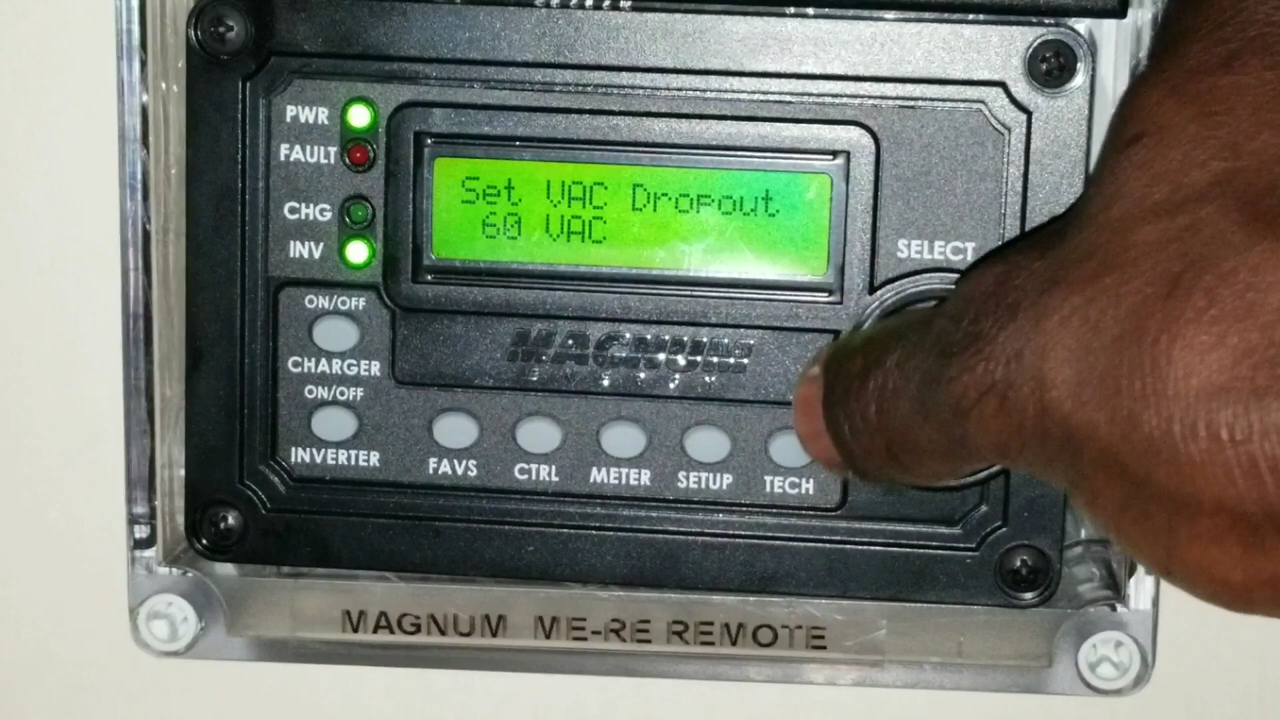 PWR
FAULT
CHG
INV
Set VAC Dropout
60 VAC
SELECT
ON/OFF
CHARGER
ON/OFF
INVERTER
MAGNUM
FAVS
CTRL
METER
SETUP
TECH
MAGNUM ME-RE REMOTE